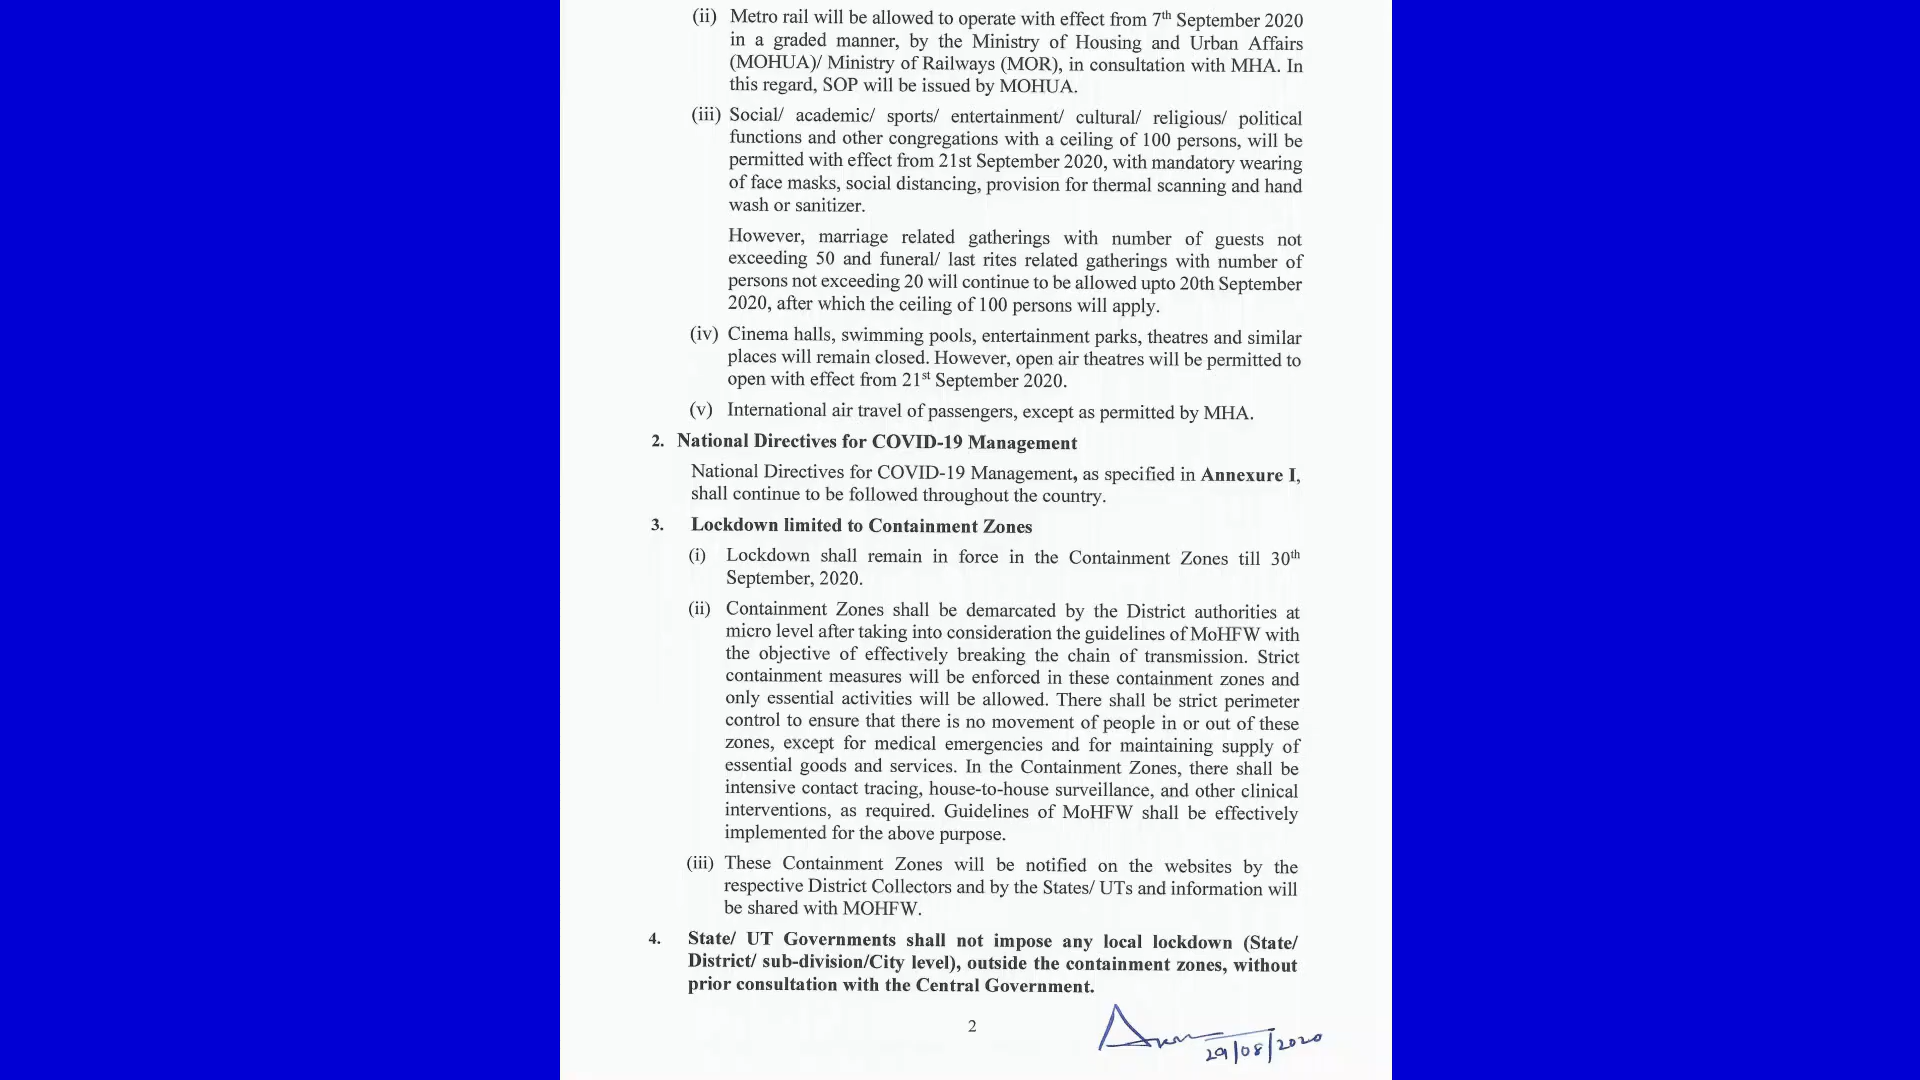 (ii) Metro rail will be allowed to operate with effect from 7th September 2020
in a graded manner, by the Ministry of Housing and Urban Affairs
(MOHUA)/ Ministry of Railways (MOR), in consultation with MHA. In
this regard, SOP will be issued by MOHUA.
(iii) Social/ academic/ sports/ entertainment/ cultural/ religious/ political
functions and other congregations with a ceiling of 100 persons, will be
permitted with effect from 21st September 2020, with mandatory wearing
of face masks, social distancing, provision for thermal scanning and hand
wash or sanitizer.
However, marriage related gatherings with number of guests not
exceeding 50 and funeral/ last rites related gatherings with number of
persons not exceeding 20 will continue to be allowed upto 20th September
2020, after which the ceiling of 100 persons will apply.
(iv) Cinema halls, swimming pools, entertainment parks, theatres and similar
places will remain closed. However, open air theatres will be permitted to
open with effect from 21st September 2020.
(v) International air travel of passengers, except as permitted by MHA.
2. National Directives for COVID-19 Management
National Directives for COVID-19 Management, as specified in Annexure I,
shall continue to be followed throughout the country.
3. Lockdown limited to Containment Zones
(i) Lockdown shall remain in force in the Containment Zones till 30th
September, 2020.
(ii) Containment Zones shall be demarcated by the District authorities at
micro level after taking into consideration the guidelines of MoHFW with
the objective of effectively breaking the chain of transmission. Strict
containment measures will be enforced in these containment zones and
only essential activities will be allowed. There shall be strict perimeter
control to ensure that there is no movement of people in or out of these
zones, except for medical emergencies and for maintaining supply of
essential goods and services. In the Containment Zones, there shall be
intensive contact tracing, house-to-house surveillance, and other clinical
interventions, as required. Guidelines of MoHFW shall be effectively
implemented for the above purpose.
(iii) These Containment Zones will be notified on the websites by the
respective District Collectors and by the States/ UTs and information will
be shared with MOHFW.
4. State/ UT Governments shall not impose any local lockdown (State/
District/ sub-division/City level), outside the containment zones, without
prior consultation with the Central Government.
2
29/08/2020